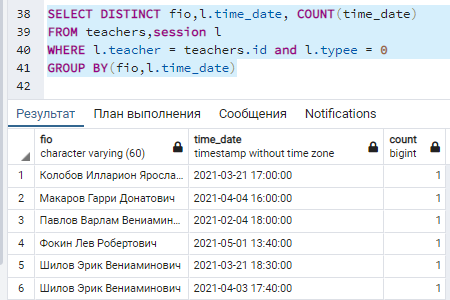 38 SELECT DISTINCT fio,l.time_date, COUNT(time_date)
39 FROM teachers,session l
40 WHERE l.teacher = teachers.id and l.typee = 0
41 GROUP BY(fio,l.time_date)
42
Результат План выполнения Сообщения Notifications
fio time_date count
character varying (60) timestamp without time zone bigint
1 Колобов Илларион Яросла... 2021-03-21 17:00:00 1
2 Макаров Гарри Донатович 2021-04-04 16:00:00 1
3 Павлов Варлам Вениамин... 2021-02-04 18:00:00 1
4 Фокин Лев Робертович 2021-05-01 13:40:00 1
5 Шилов Эрик Вениаминович 2021-03-21 18:30:00 1
6 Шилов Эрик Вениаминович 2021-04-03 17:40:00 1